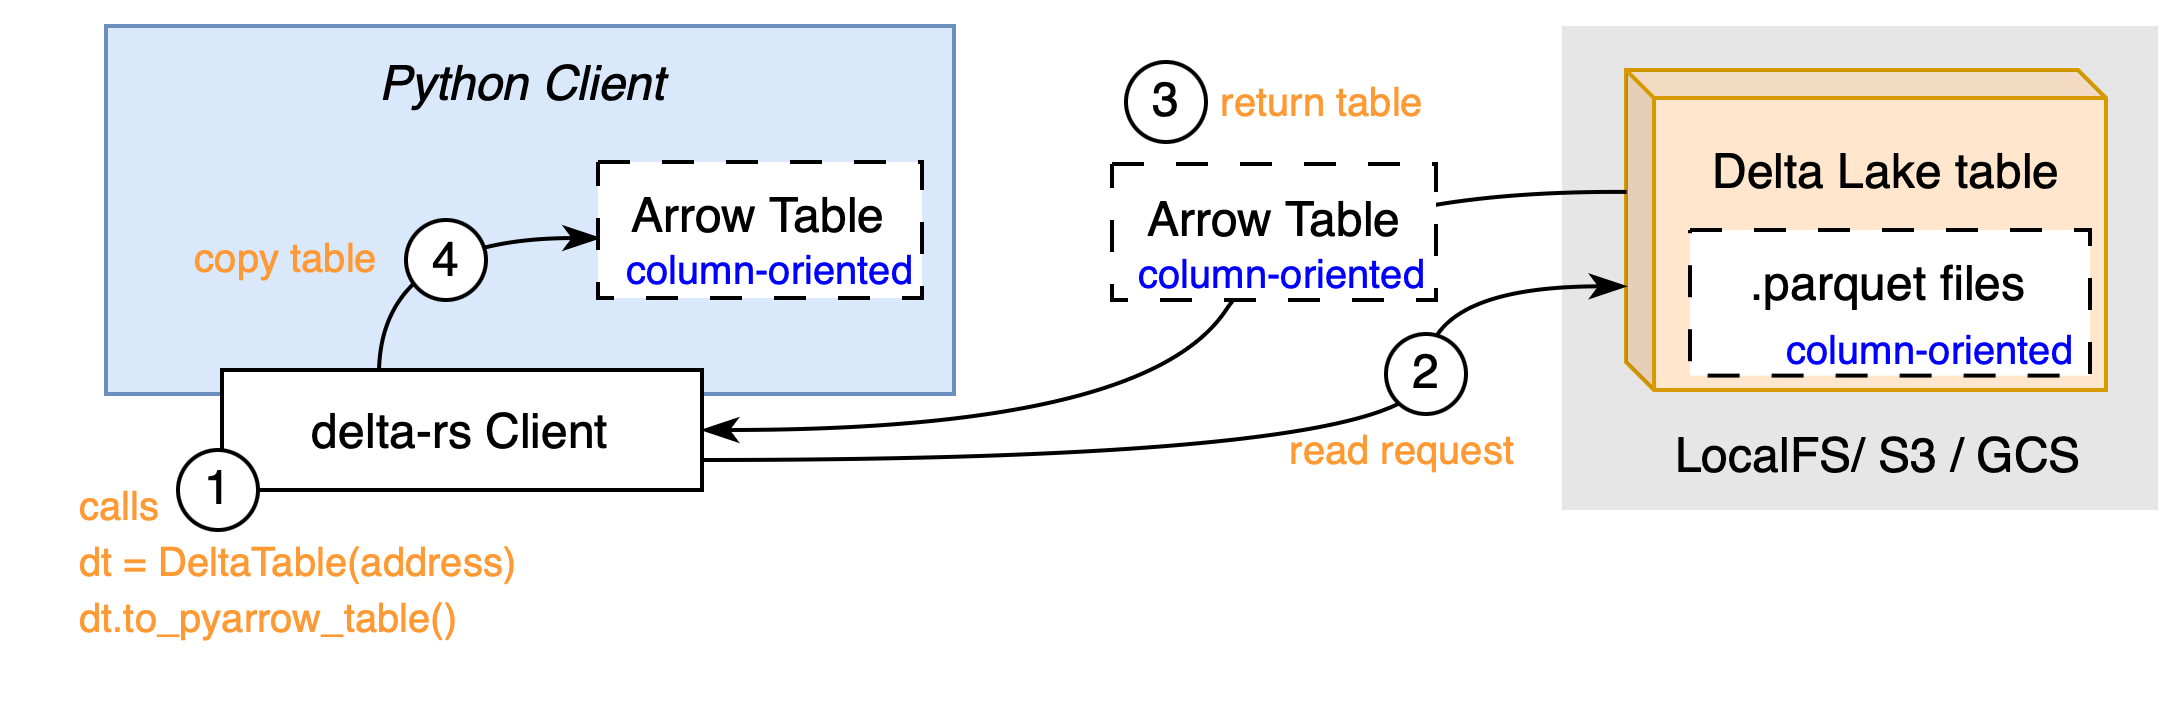 Python Client
Arrow Table
column-oriented
4
copy table
delta-rs Client
1
calls
dt = DeltaTable(address)
dt.to_pyarrow_table()
3
return table
Arrow Table
column-oriented
2
read request
Delta Lake table
.parquet files
column-oriented
LocalFS/ S3 / GCS